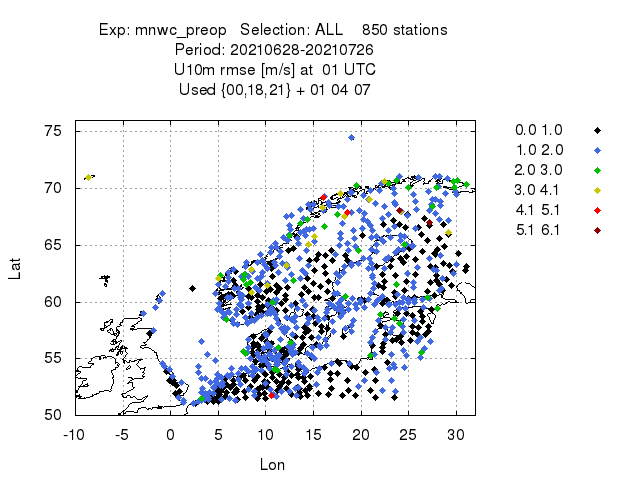 Exp: mnwc_preop   Selection: ALL    850 stations
Period: 20210628-20210726
U10m rmse [m/s] at  01 UTC
Used {00,18,21} + 01 04 07
0.0 1.0
1.0 2.0
2.0 3.0
3.0 4.1
4.1 5.1
5.1 6.1
75
70
65
60
55
50
Lat
-10 -5 0 5 10 15 20 25 30
Lon